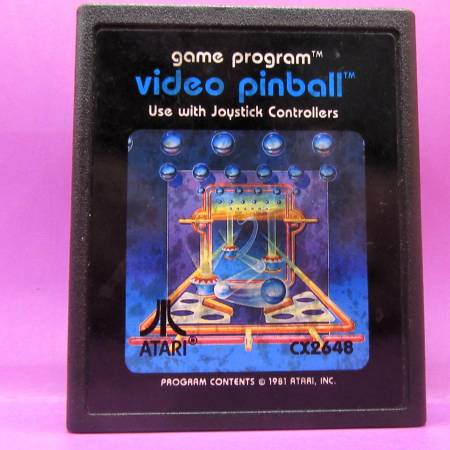 game program™
video pinball™
Use with Joystick Controllers
ATARI®
CX2648
PROGRAM CONTENTS © 1981 ATARI, INC.